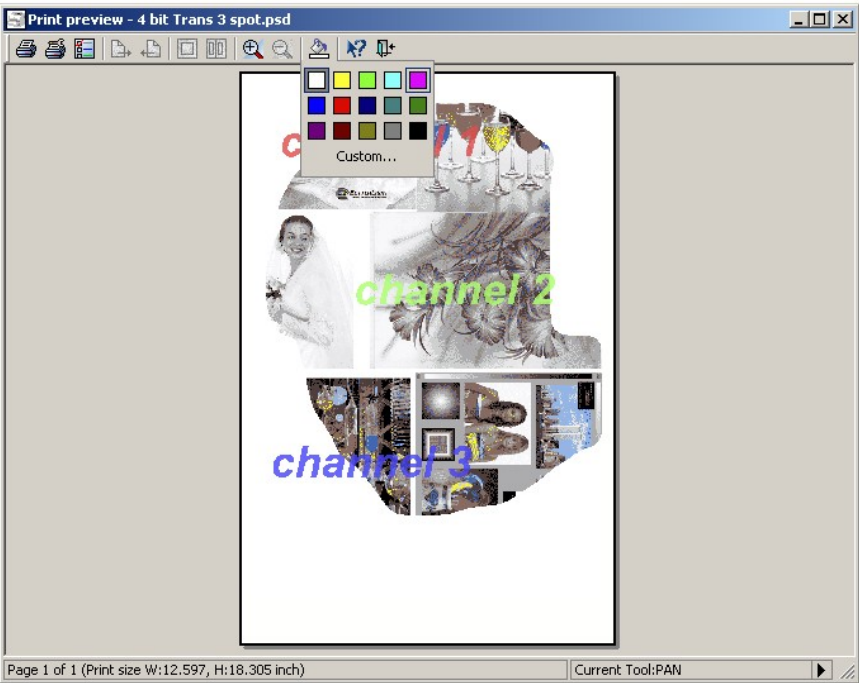 Print preview - 4 bit Trans 3 spot.psd
Custom...
c 1
channel 2
channel 3
Page 1 of 1 (Print size W:12.597, H:18.305 inch)
Current Tool:PAN